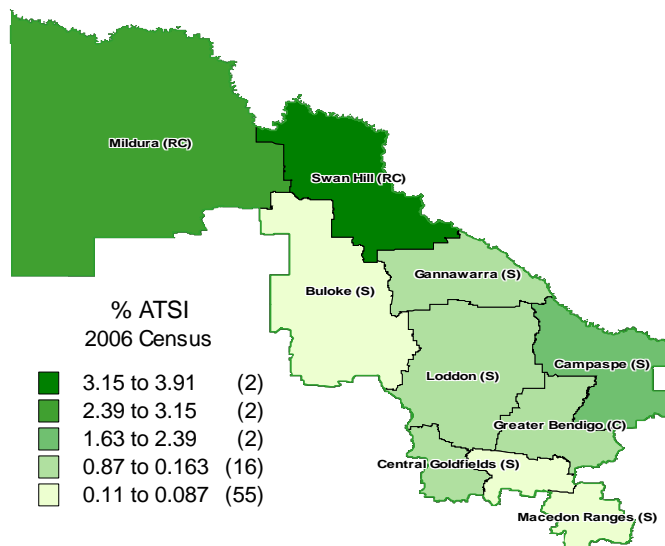 Mildura (RC)
Swan Hill (RC)
Gannawarra (S)
Buloke (S)
% ATSI
2006 Census
Campaspe (S)
Loddon (S)
3.15 to 3.91 (2)
2.39 to 3.15 (2)
1.63 to 2.39 (2)
0.87 to 0.163 (16)
0.11 to 0.087 (55)
Greater Bendigo (C)
Central Goldfields (S)
Macedon Ranges (S)